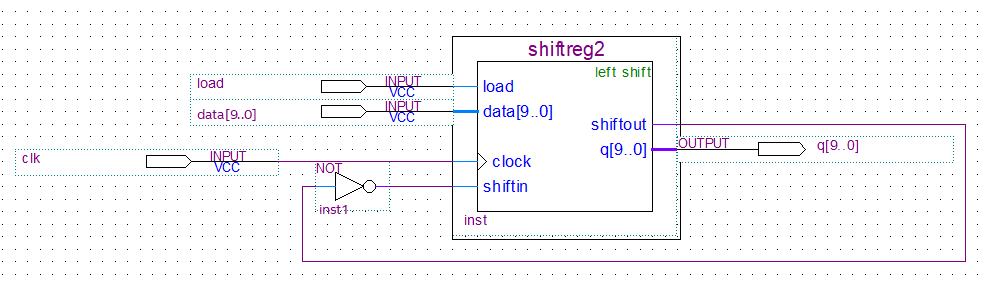 shiftreg2
left shift
load
INPUT
VCC
load
data[9..0]
INPUT
VCC
data[9..0]
shiftout
q[9..0]
OUTPUT
q[9..0]
clk
INPUT
VCC
clock
NOT
shiftin
inst1
inst